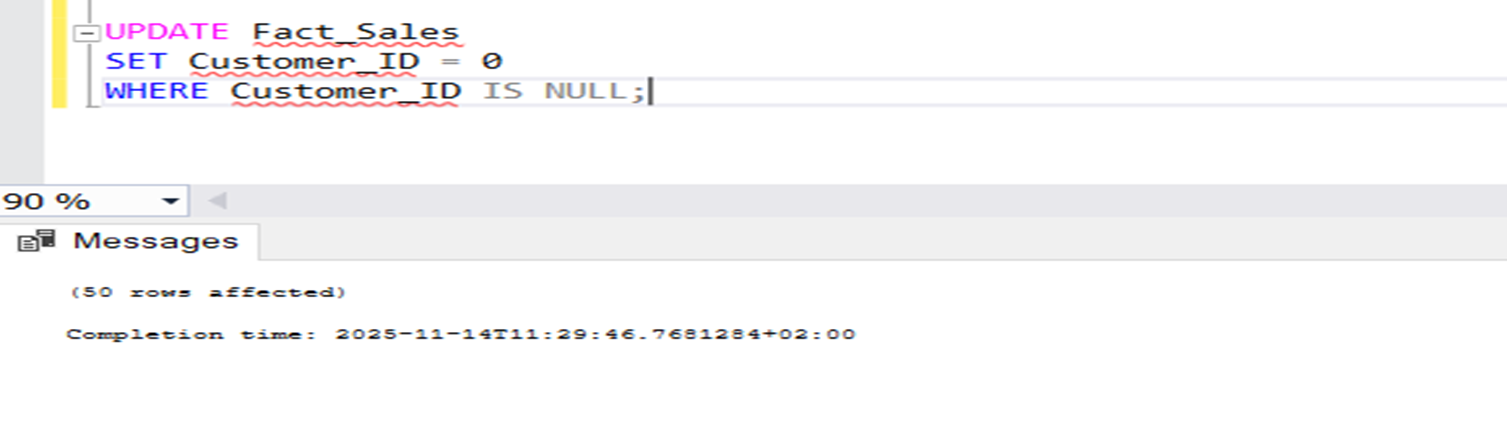 UPDATE Fact_Sales
SET Customer_ID = 0
WHERE Customer_ID IS NULL;
90 %
Messages
(50 rows affected)
Completion time: 2025-11-14T11:29:46.7681284+02:00